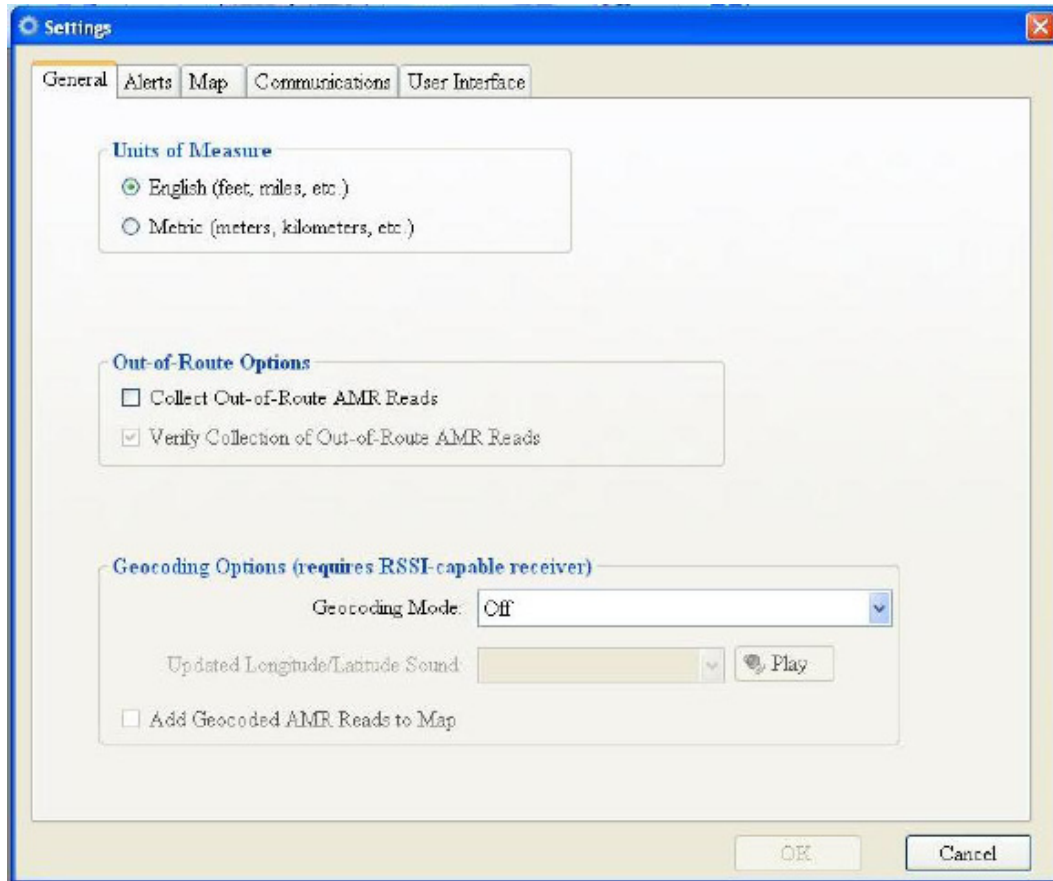 Settings
General Alerts Map Communications User Interface
Units of Measure
English (feet, miles, etc.)
Metric (meters, kilometers, etc.)
Out-of-Route Options
Collect Out-of-Route AMR Reads
Verify Collection of Out-of-Route AMR Reads
Geocoding Options (requires RSSI-capable receiver)
Geocoding Mode: Off
Updated Longitude/Latitude Sound Play
Add Geocoded AMR Reads to Map
OK Cancel